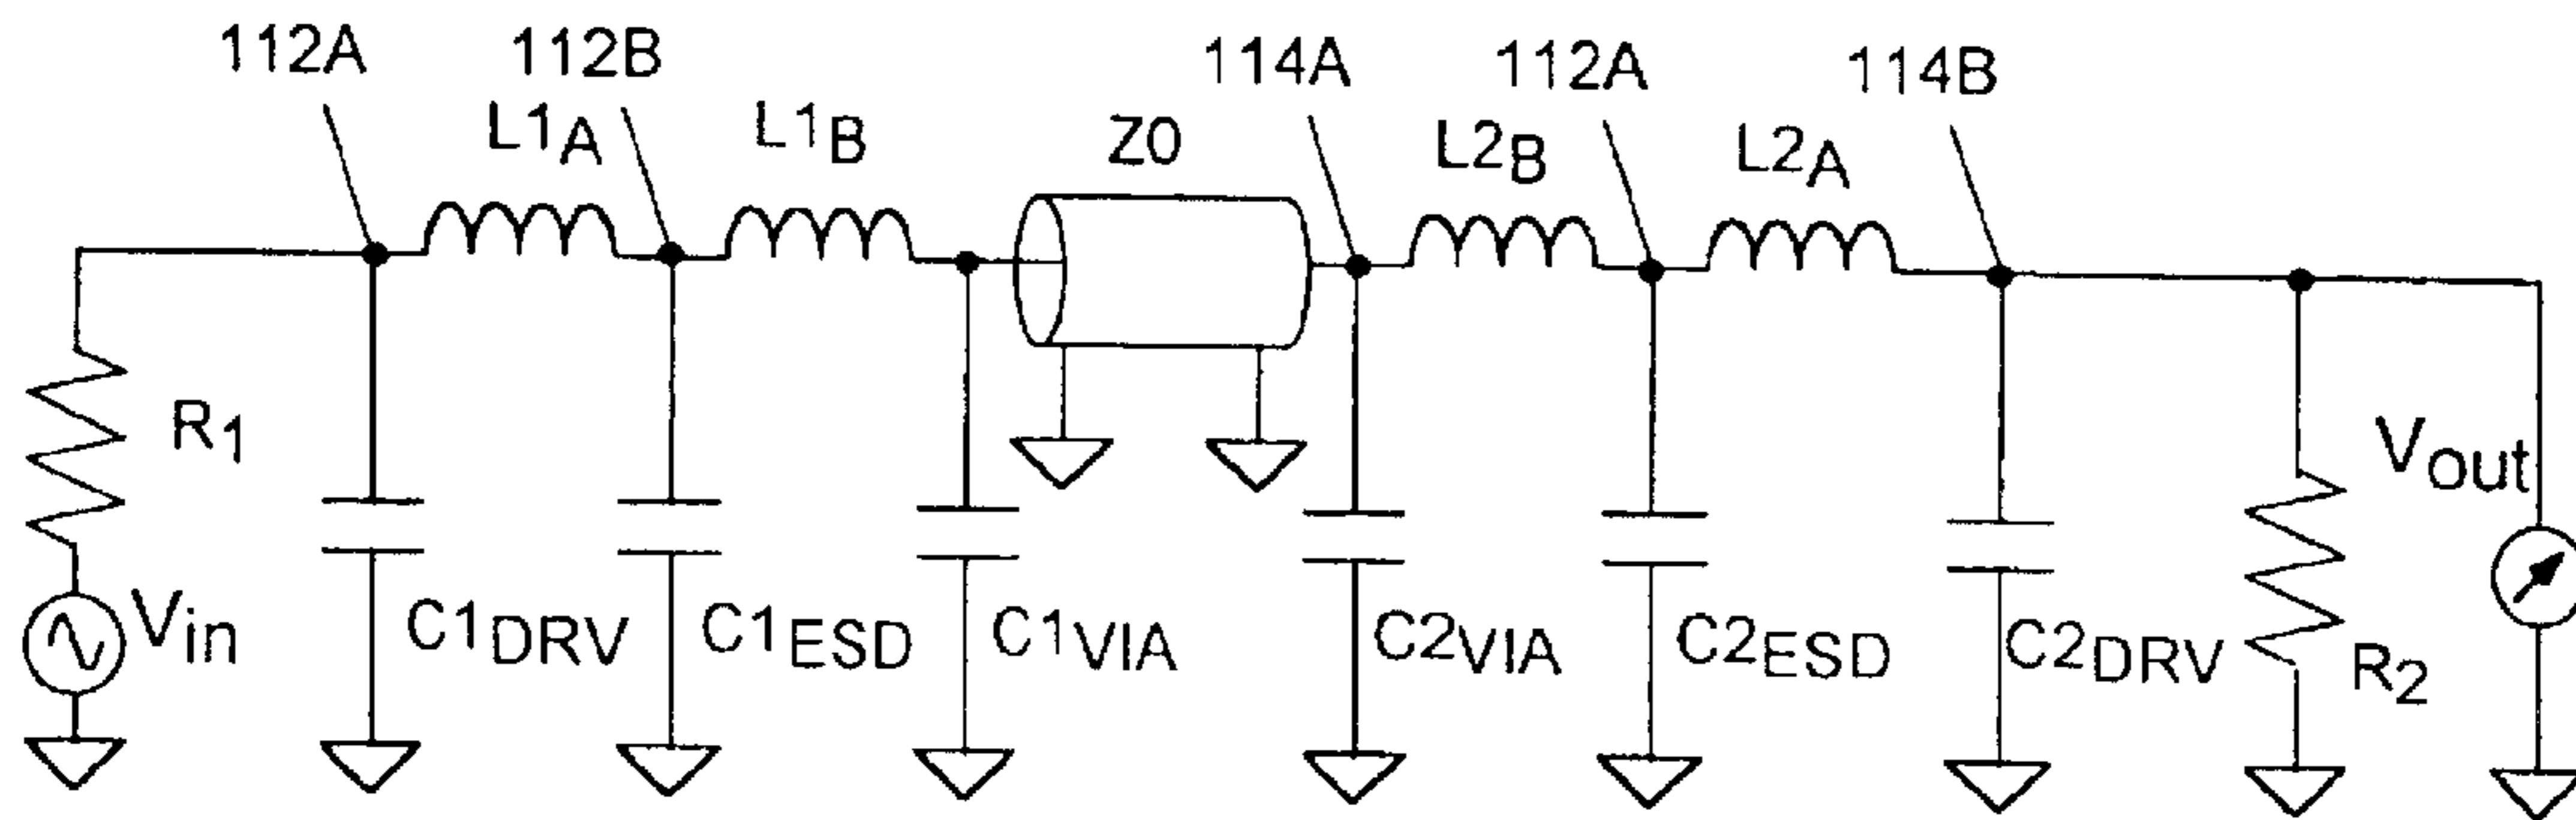 112A 112B 114A 112A 114B
L1A L1B Z0 L2B L2A
R1 Vout
Vin C1DRV C1ESD C1VIA C2VIA C2ESD C2DRV R2